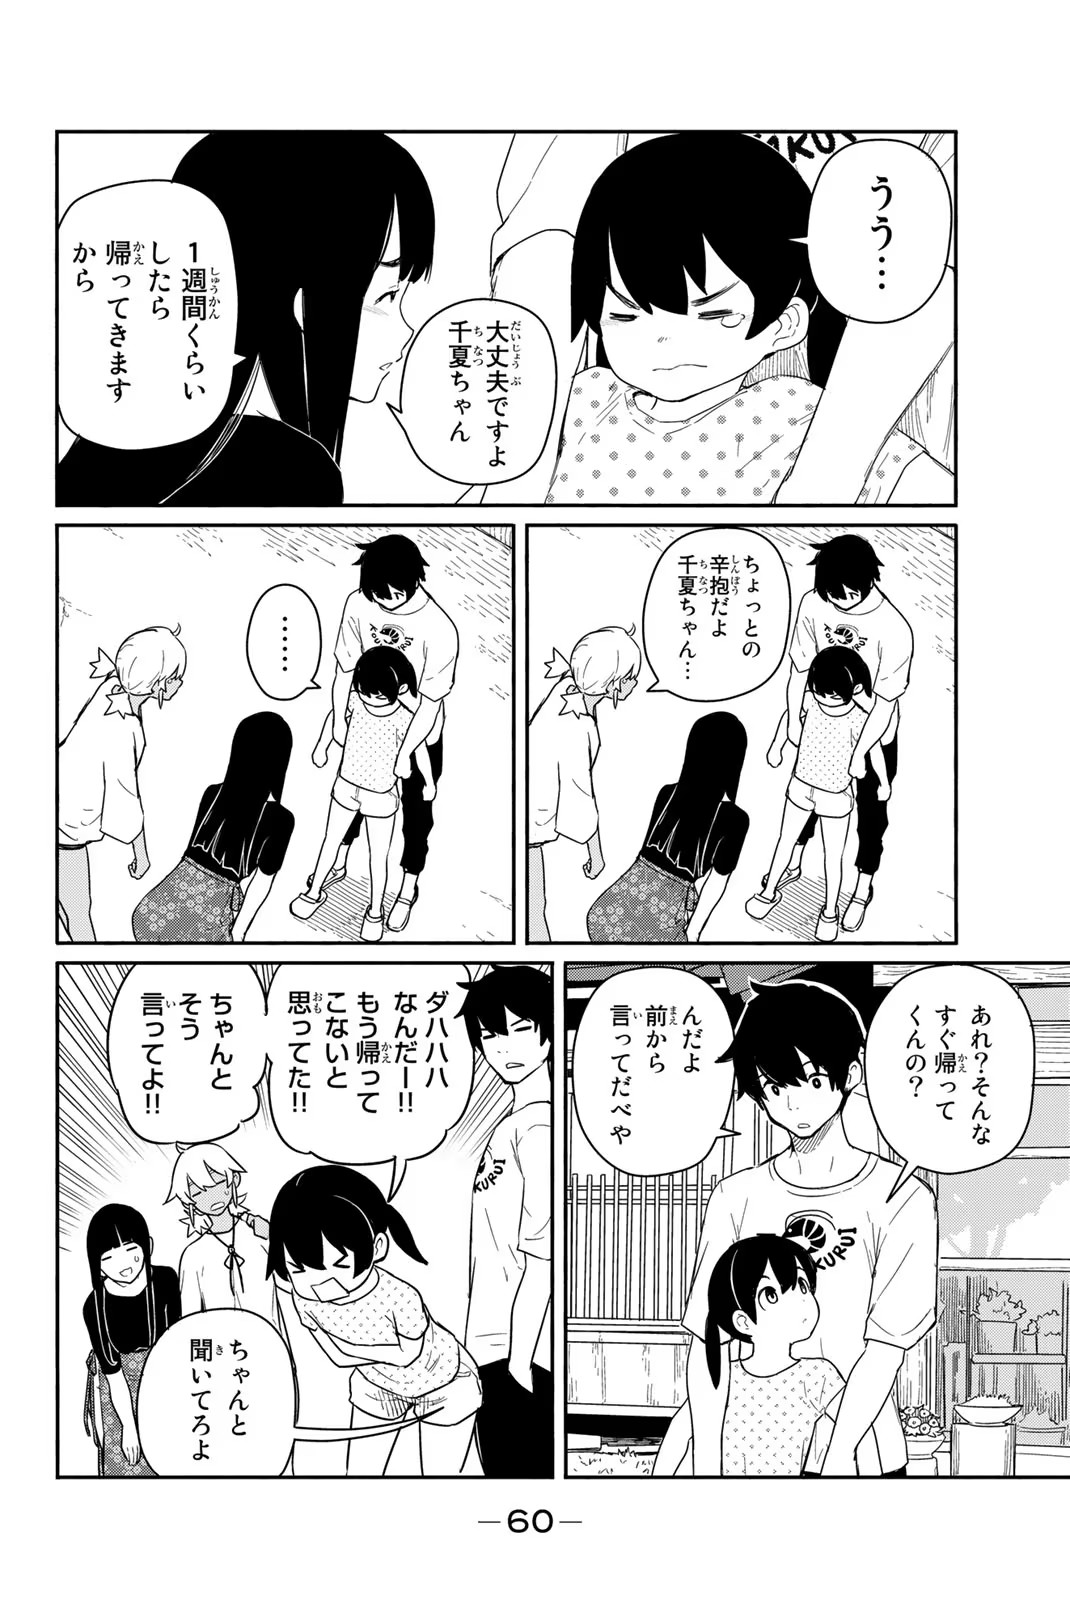 うう…
大丈夫ですよ
千夏ちゃん
1週間くらい
したら
帰ってきます
から
ちょっとの
辛抱だよ
千夏ちゃん…
……
あれ?そんな
すぐ帰って
くんの?
んだよ
前から
言ってだべや
KURUI
ダハハハ
なんだー!!
もう帰って
こないと
思ってた!!
ちゃんと
そう
言ってよ!!
KURUI
ちゃんと
聞いてろよ
—60—